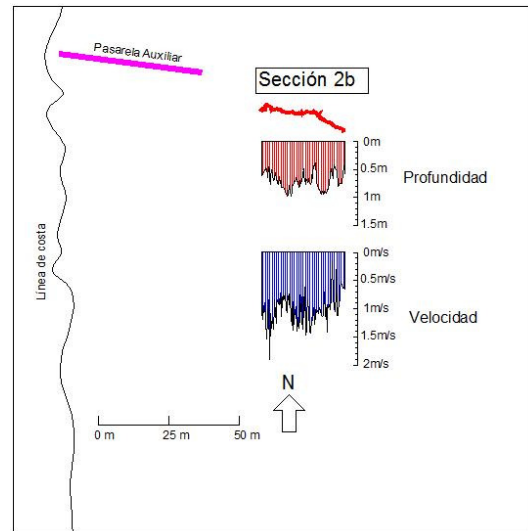 Pasarela Auxiliar
Sección 2b
0m
0.5m
1m
1.5m
Profundidad
Línea de costa
0m/s
0.5m/s
1m/s
1.5m/s
2m/s
Velocidad
N
0 m
25 m
50 m